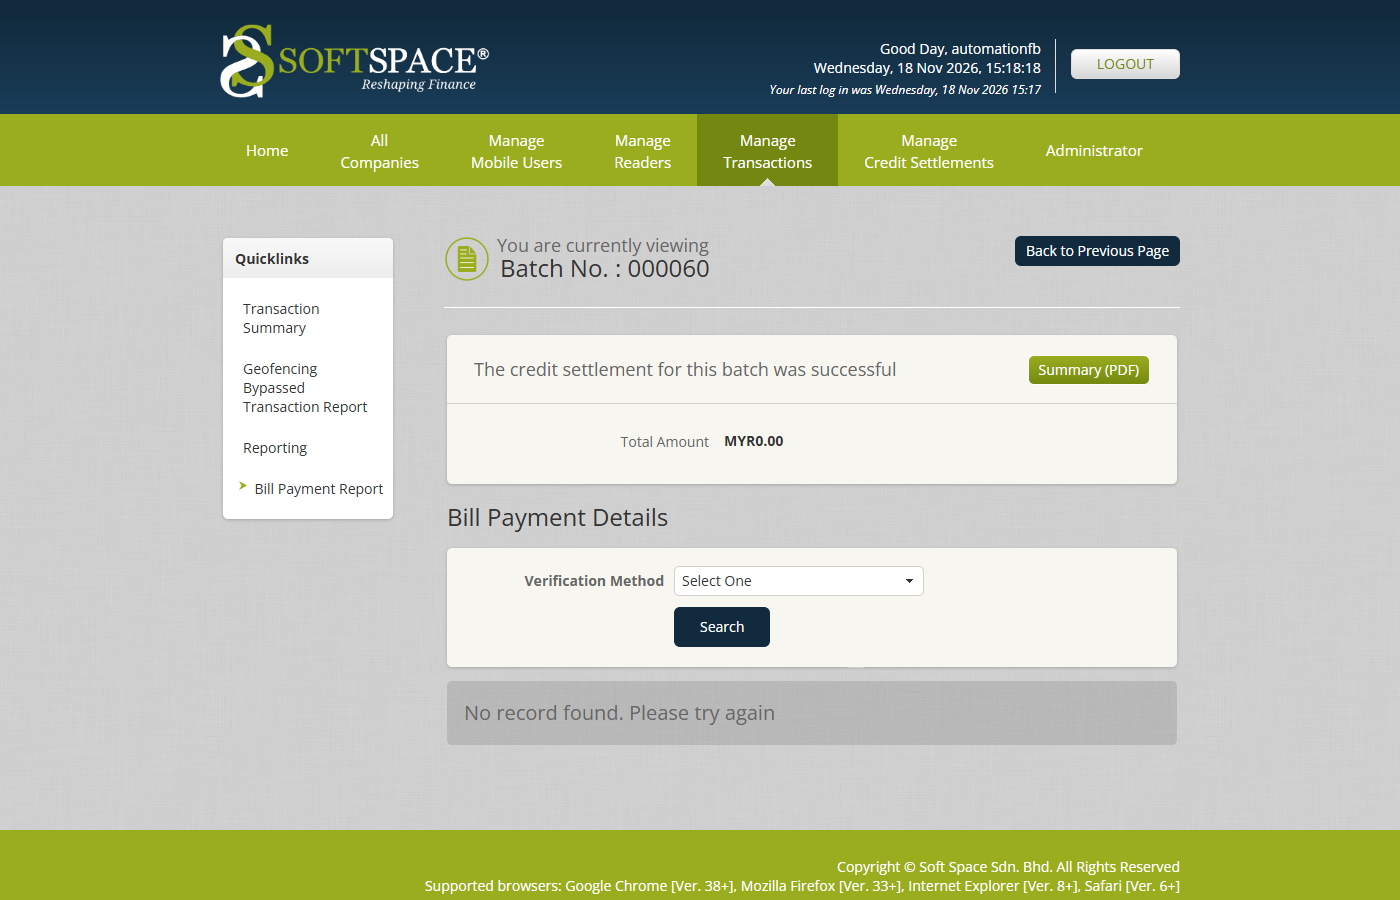 SOFTSPACE®
Reshaping Finance
Good Day, automationfb
Wednesday, 18 Nov 2026, 15:18:18
Your last log in was Wednesday, 18 Nov 2026 15:17
LOGOUT
Home
All
Companies
Manage
Mobile Users
Manage
Readers
Manage
Transactions
Manage
Credit Settlements
Administrator
Quicklinks
Transaction
Summary
Geofencing
Bypassed
Transaction Report
Reporting
Bill Payment Report
You are currently viewing
Batch No. : 000060
Back to Previous Page
The credit settlement for this batch was successful
Summary (PDF)
Total Amount MYR0.00
Bill Payment Details
Verification Method Select One
Search
No record found. Please try again
Copyright © Soft Space Sdn. Bhd. All Rights Reserved
Supported browsers: Google Chrome [Ver. 38+], Mozilla Firefox [Ver. 33+], Internet Explorer [Ver. 8+], Safari [Ver. 6+]